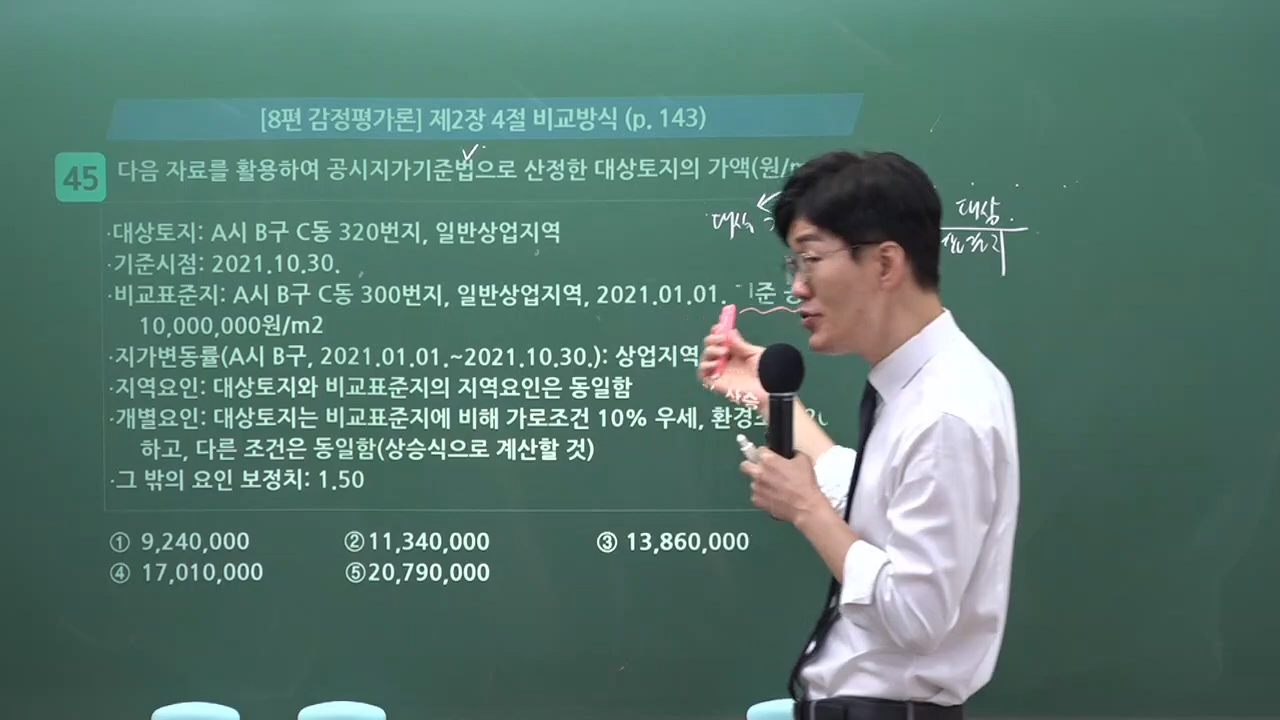 [8편 감정평가론] 제2장 4절 비교방식 (p. 143)
45 다음 자료를 활용하여 공시지가기준법으로 산정한 대상토지의 가액(원/m
대상
·대상토지: A시 B구 C동 320번지, 일반상업지역
·기준시점: 2021.10.30.
·비교표준지: A시 B구 C동 300번지, 일반상업지역, 2021.01.01.
10,000,000원/m2
·지가변동률(A시 B구, 2021.01.01.~2021.10.30.): 상업지역
·지역요인: 대상토지와 비교표준지의 지역요인은 동일함
상승
·개별요인: 대상토지는 비교표준지에 비해 가로조건 10% 우세, 환경
하고, 다른 조건은 동일함(상승식으로 계산할 것)
·그 밖의 요인 보정치: 1.50
① 9,240,000 ② 11,340,000 ③ 13,860,000
④ 17,010,000 ⑤ 20,790,000